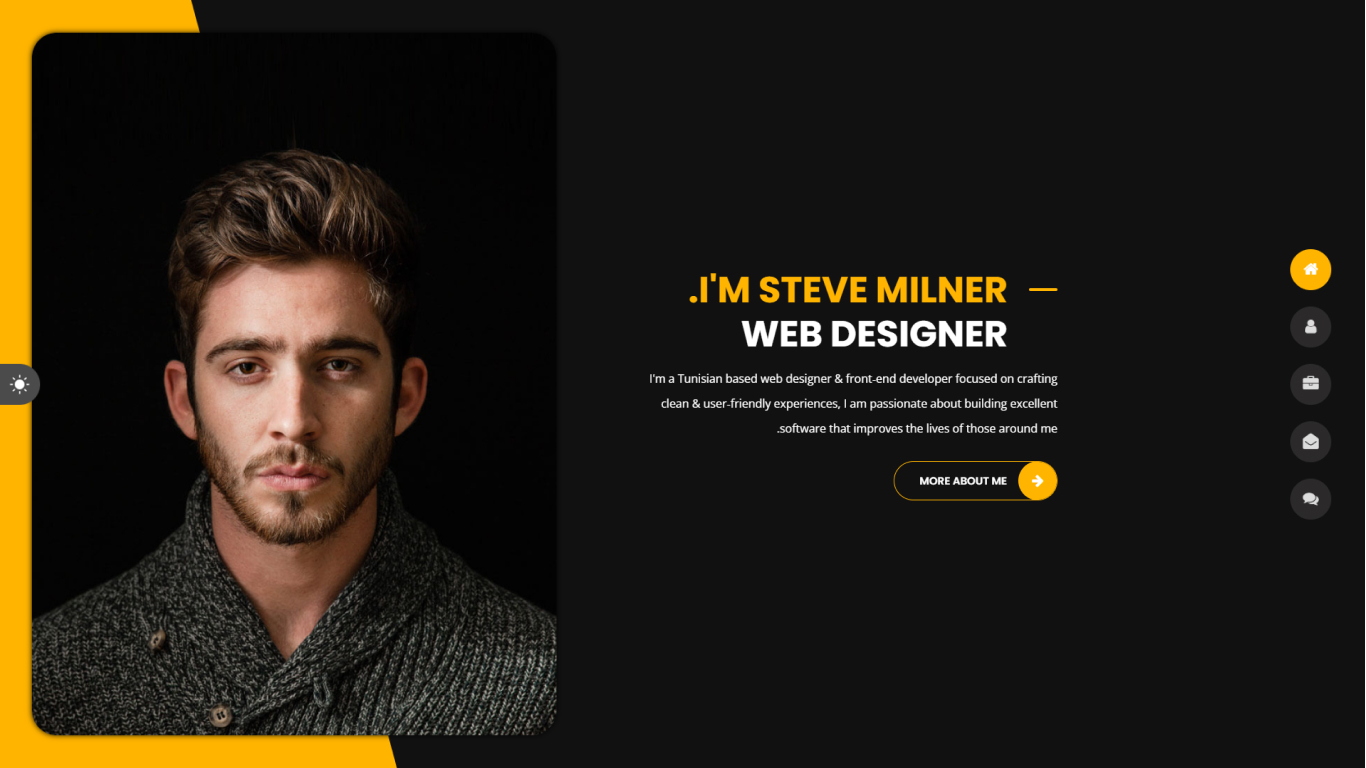 .I'M STEVE MILNER
WEB DESIGNER
I'm a Tunisian based web designer & front-end developer focused on crafting
clean & user-friendly experiences, I am passionate about building excellent
.software that improves the lives of those around me
MORE ABOUT ME